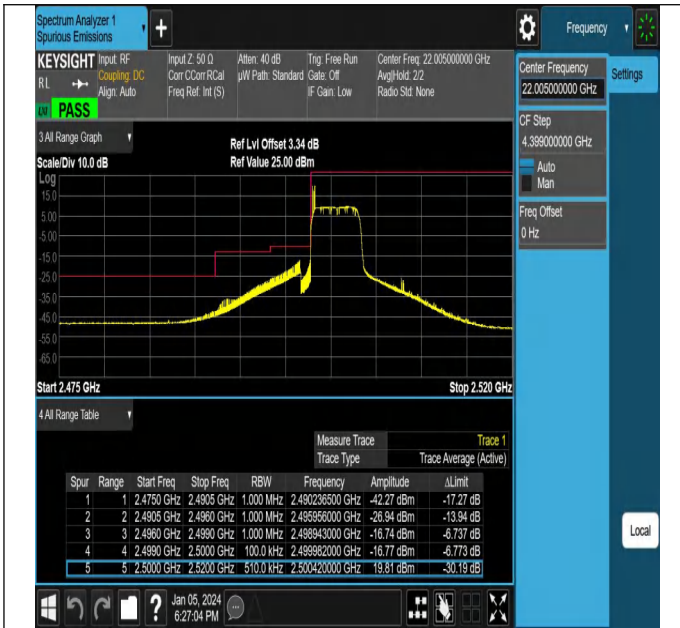 Spectrum Analyzer 1
Spurious Emissions
Frequency
KEYSIGHT
Input: RF
Coupling: DC
Align: Auto
Input Z: 50 Ω
Corr CCorr RCal
Freq Ref: Int (S)
Atten: 40 dB
µW Path: Standard
Trig: Free Run
Gate: Off
IF Gain: Low
Center Freq: 22.005000000 GHz
Avg|Hold: 2/2
Radio Std: None
RL
LXI
PASS
Center Frequency
22.005000000 GHz
Settings
CF Step
4.399000000 GHz
Auto
Man
Freq Offset
0 Hz
3 All Range Graph
Scale/Div 10.0 dB
Ref Lvl Offset 3.34 dB
Ref Value 25.00 dBm
Log
15.0
5.00
-5.00
-15.0
-25.0
-35.0
-45.0
-55.0
-65.0
Start 2.475 GHz
Stop 2.520 GHz
4 All Range Table
Measure Trace Trace 1
Trace Type Trace Average (Active)
Spur Range Start Freq Stop Freq RBW Frequency Amplitude ΔLimit
1 1 2.4750 GHz 2.4905 GHz 1.000 MHz 2.490236500 GHz -42.27 dBm -17.27 dB
2 2 2.4905 GHz 2.4960 GHz 1.000 MHz 2.495956000 GHz -26.94 dBm -13.94 dB
3 3 2.4960 GHz 2.4990 GHz 1.000 MHz 2.498943000 GHz -16.74 dBm -6.737 dB
4 4 2.4990 GHz 2.5000 GHz 100.0 kHz 2.499982000 GHz -16.77 dBm -6.773 dB
5 5 2.5000 GHz 2.5200 GHz 510.0 kHz 2.500420000 GHz 19.81 dBm -30.19 dB
Local
?
Jan 05, 2024
6:27:04 PM